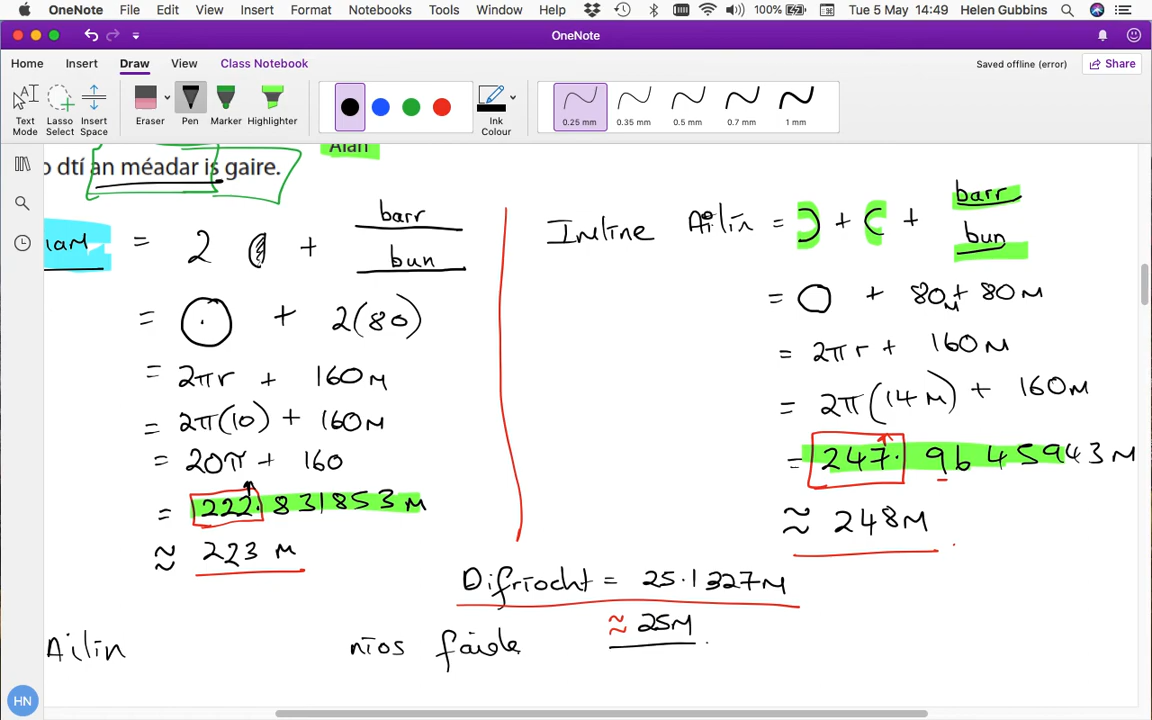 OneNote File Edit View Insert Format Notebooks Tools Window Help 100% Tue 5 May 14:49 Helen Gubbins
OneNote
Home Insert Draw View Class Notebook Saved offline (error) Share
Text Mode Lasso Select Insert Space Eraser Pen Marker Highlighter Ink Colour 0.25 mm 0.35 mm 0.5 mm 0.7 mm 1 mm
Alan
o dtí an méadar is gaire.
= 2 + barr
bun
= + 2(80)
= 2πr + 160m
= 2π(10) + 160m
= 20π + 160
= 222.831853m
≈ 223 m
Imlíne Ailín = + + barr
bun
= + 80m + 80m
= 2πr + 160m
= 2π(14m) + 160m
= 247.9645943m
≈ 248m
Difríocht = 25.1327m
≈ 25m
Ailín níos faide
HN